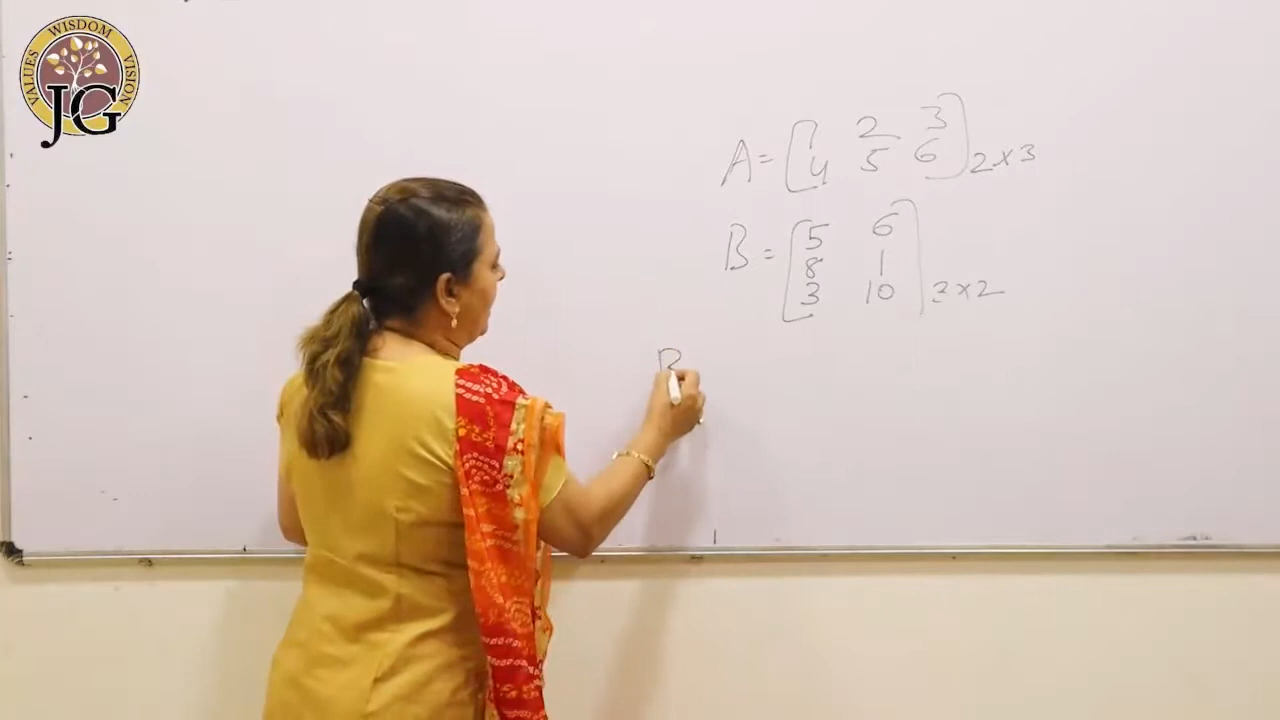 VALUES WISDOM VISION
JG
A = [ 1 2 3
4 5 6 ] 2×3
B = [ 5 6
8 1
3 10 ] 3×2
B